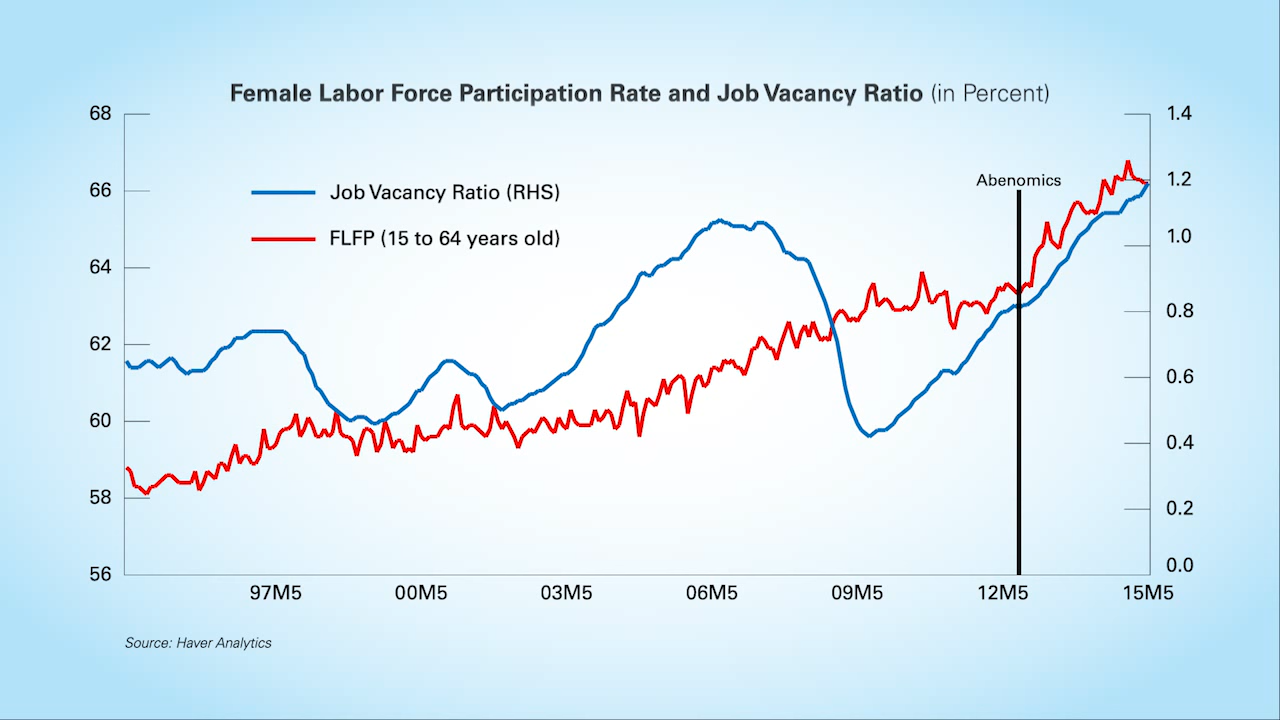 Female Labor Force Participation Rate and Job Vacancy Ratio (in Percent)
68
66
64
62
60
58
56
1.4
1.2
1.0
0.8
0.6
0.4
0.2
0.0
Job Vacancy Ratio (RHS)
FLFP (15 to 64 years old)
Abenomics
97M5 00M5 03M5 06M5 09M5 12M5 15M5
Source: Haver Analytics